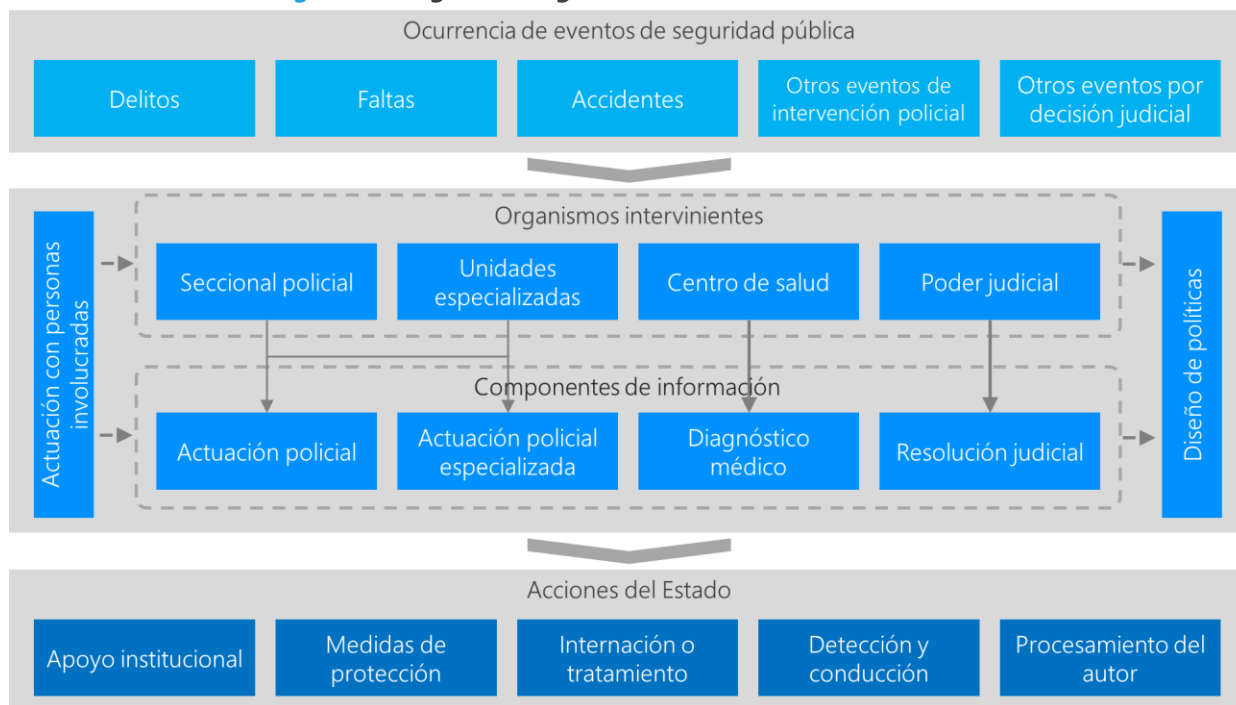 Ocurrencia de eventos de seguridad pública
Delitos
Faltas
Accidentes
Otros eventos de
intervención policial
Otros eventos por
decisión judicial
Actuación con personas
involucradas
Organismos intervinientes
Seccional policial
Unidades
especializadas
Centro de salud
Poder judicial
Componentes de información
Actuación policial
Actuación policial
especializada
Diagnóstico
médico
Resolución judicial
Diseño de políticas
Acciones del Estado
Apoyo institucional
Medidas de
protección
Internación o
tratamiento
Detección y
conducción
Procesamiento del
autor